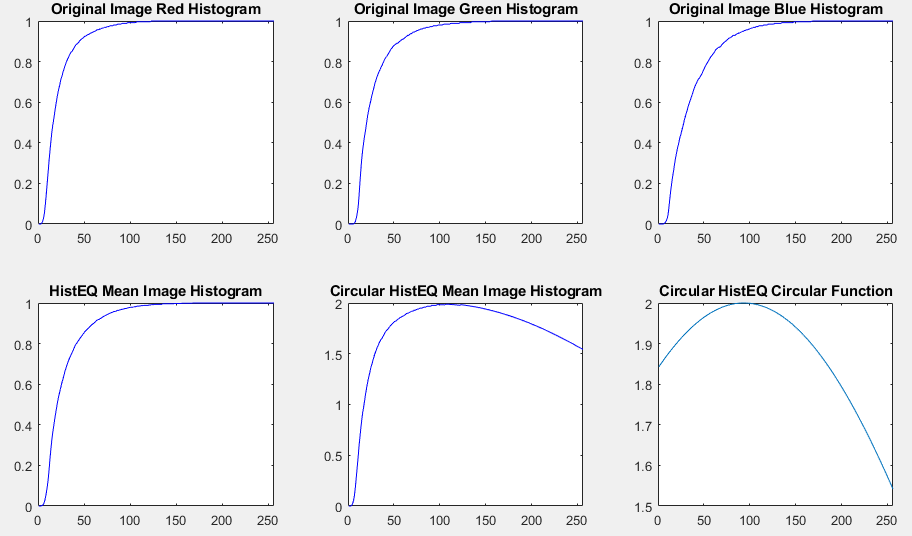 Original Image Red Histogram
1
0.8
0.6
0.4
0.2
0
0 50 100 150 200 250
Original Image Green Histogram
1
0.8
0.6
0.4
0.2
0
0 50 100 150 200 250
Original Image Blue Histogram
1
0.8
0.6
0.4
0.2
0
0 50 100 150 200 250
HistEQ Mean Image Histogram
1
0.8
0.6
0.4
0.2
0
0 50 100 150 200 250
Circular HistEQ Mean Image Histogram
2
1.5
1
0.5
0
0 50 100 150 200 250
Circular HistEQ Circular Function
2
1.9
1.8
1.7
1.6
1.5
0 50 100 150 200 250